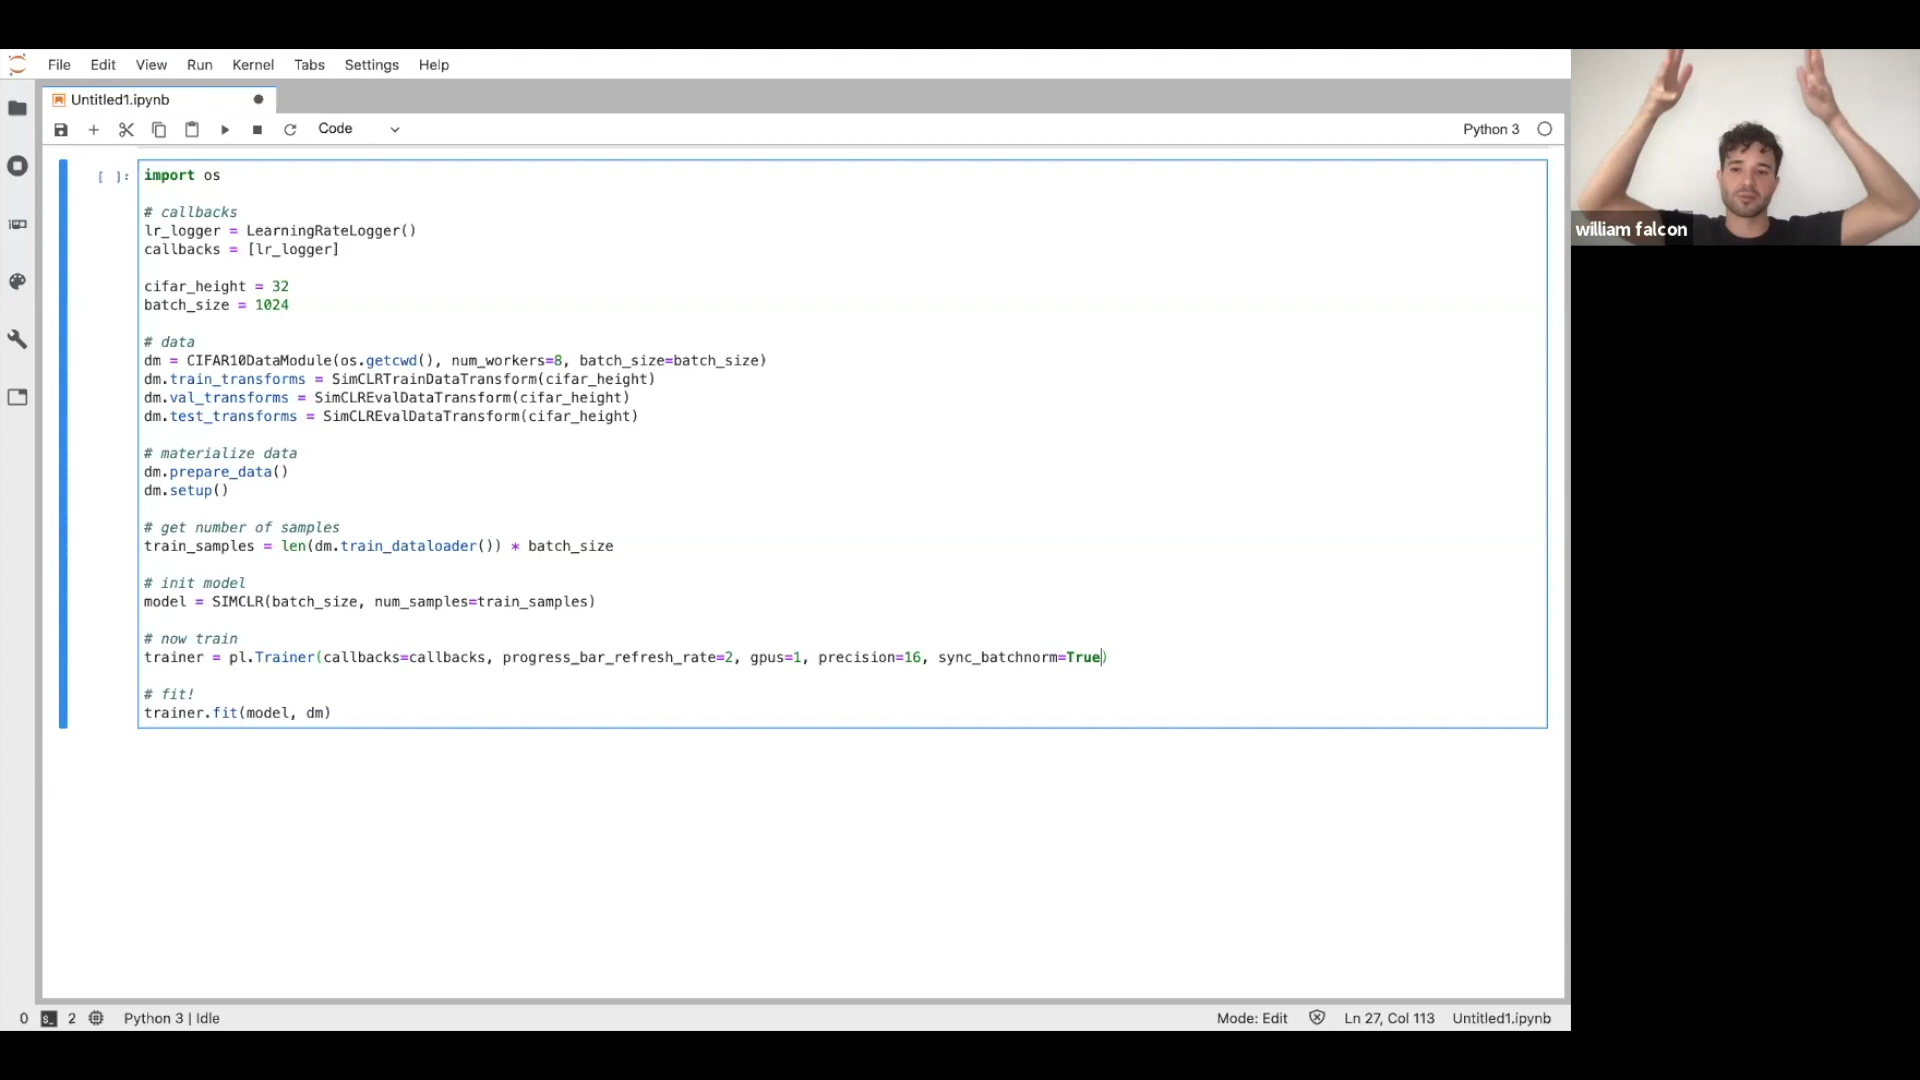 File Edit View Run Kernel Tabs Settings Help
Untitled1.ipynb
Code
Python 3
[ ]:
import os
# callbacks
lr_logger = LearningRateLogger()
callbacks = [lr_logger]
cifar_height = 32
batch_size = 1024
# data
dm = CIFAR10DataModule(os.getcwd(), num_workers=8, batch_size=batch_size)
dm.train_transforms = SimCLRTrainDataTransform(cifar_height)
dm.val_transforms = SimCLREvalDataTransform(cifar_height)
dm.test_transforms = SimCLREvalDataTransform(cifar_height)
# materialize data
dm.prepare_data()
dm.setup()
# get number of samples
train_samples = len(dm.train_dataloader()) * batch_size
# init model
model = SIMCLR(batch_size, num_samples=train_samples)
# now train
trainer = pl.Trainer(callbacks=callbacks, progress_bar_refresh_rate=2, gpus=1, precision=16, sync_batchnorm=True)
# fit!
trainer.fit(model, dm)
william falcon
0 2 Python 3 | Idle Mode: Edit Ln 27, Col 113 Untitled1.ipynb